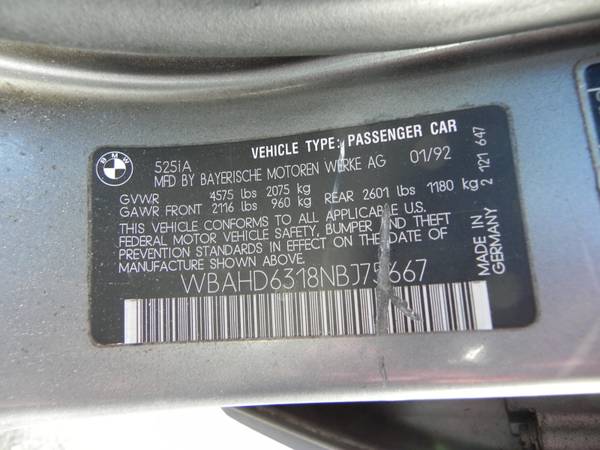 BMW
VEHICLE TYPE: PASSENGER CAR
525iA
MFD BY BAYERISCHE MOTOREN WERKE AG 01/92
GVWR 4575 lbs 2075 kg
GAWR FRONT 2116 lbs 960 kg REAR 2601 lbs 1180 kg
THIS VEHICLE CONFORMS TO ALL APPLICABLE U.S.
FEDERAL MOTOR VEHICLE SAFETY, BUMPER AND THEFT
PREVENTION STANDARDS IN EFFECT ON THE DATE OF
MANUFACTURE SHOWN ABOVE.
MADE IN GERMANY
2 121 647